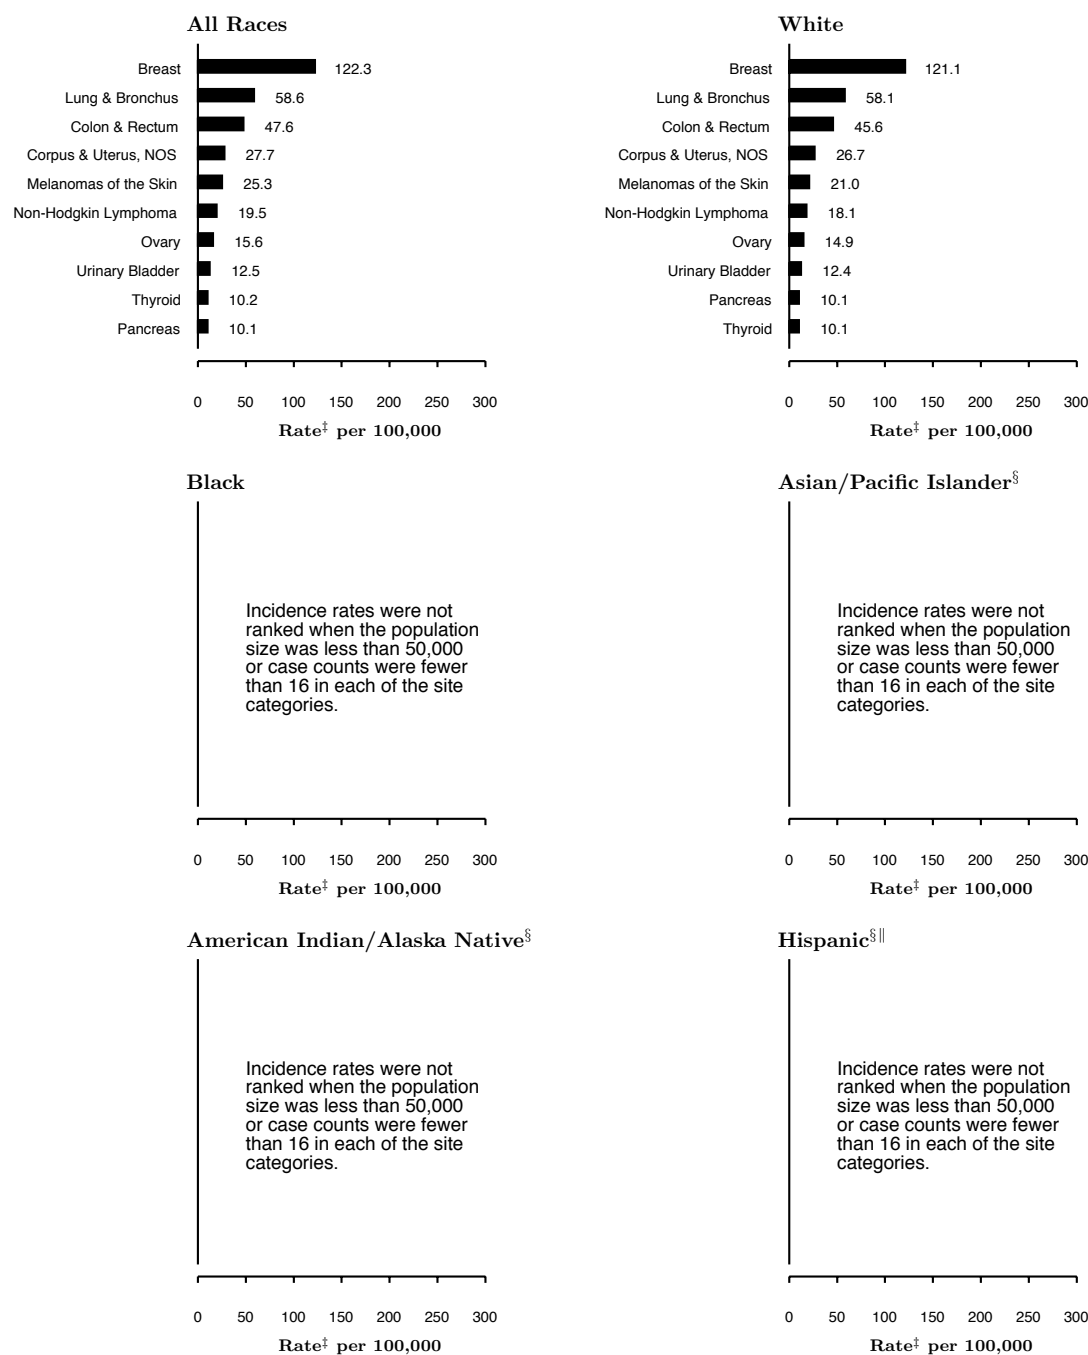 All Races
Breast 122.3
Lung & Bronchus 58.6
Colon & Rectum 47.6
Corpus & Uterus, NOS 27.7
Melanomas of the Skin 25.3
Non-Hodgkin Lymphoma 19.5
Ovary 15.6
Urinary Bladder 12.5
Thyroid 10.2
Pancreas 10.1
0 50 100 150 200 250 300
Rate‡ per 100,000
White
Breast 121.1
Lung & Bronchus 58.1
Colon & Rectum 45.6
Corpus & Uterus, NOS 26.7
Melanomas of the Skin 21.0
Non-Hodgkin Lymphoma 18.1
Ovary 14.9
Urinary Bladder 12.4
Pancreas 10.1
Thyroid 10.1
0 50 100 150 200 250 300
Rate‡ per 100,000
Black
Incidence rates were not
ranked when the population
size was less than 50,000
or case counts were fewer
than 16 in each of the site
categories.
0 50 100 150 200 250 300
Rate‡ per 100,000
Asian/Pacific Islander§
Incidence rates were not
ranked when the population
size was less than 50,000
or case counts were fewer
than 16 in each of the site
categories.
0 50 100 150 200 250 300
Rate‡ per 100,000
American Indian/Alaska Native§
Incidence rates were not
ranked when the population
size was less than 50,000
or case counts were fewer
than 16 in each of the site
categories.
0 50 100 150 200 250 300
Rate‡ per 100,000
Hispanic§‖
Incidence rates were not
ranked when the population
size was less than 50,000
or case counts were fewer
than 16 in each of the site
categories.
0 50 100 150 200 250 300
Rate‡ per 100,000